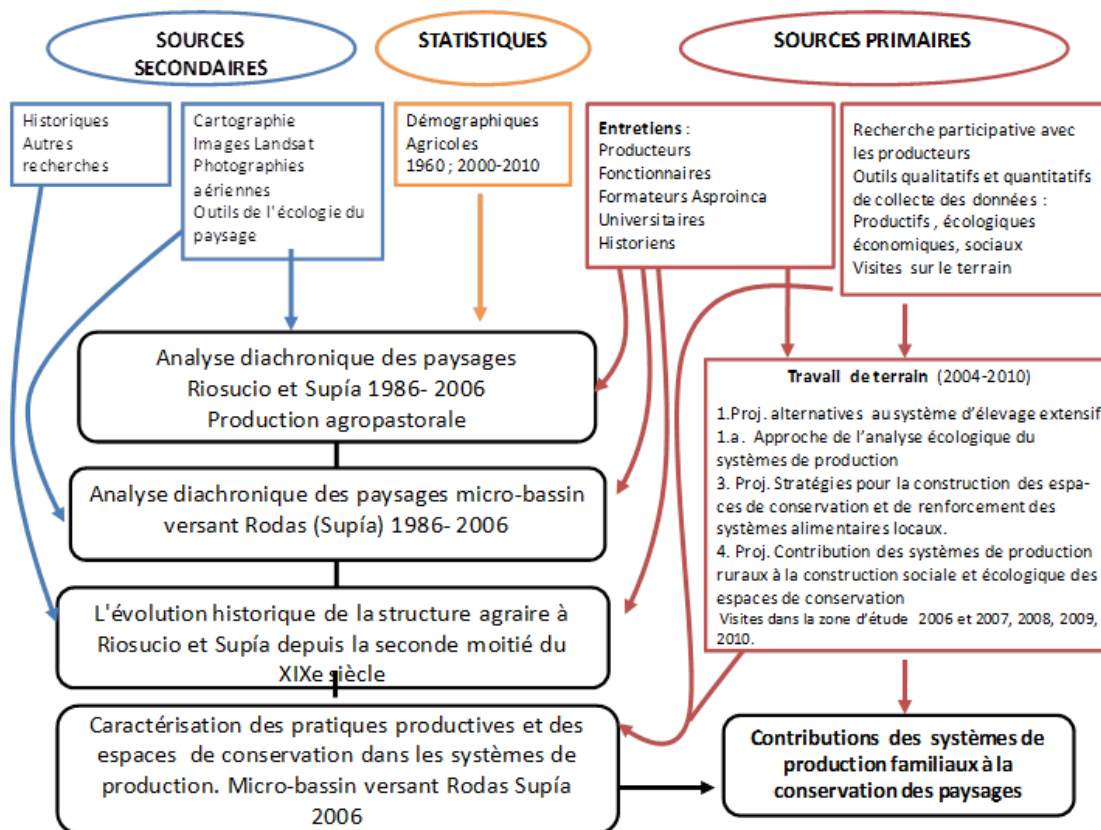 SOURCES
SECONDAIRES
STATISTIQUES
SOURCES PRIMAIRES
Historiques
Autres
recherches
Cartographie
Images Landsat
Photographies
aériennes
Outils de l'écologie du
paysage
Démographiques
Agricoles
1960 ; 2000-2010
Entretiens :
Producteurs
Fonctionnaires
Formateurs Asproinca
Universitaires
Historiens
Recherche participative avec
les producteurs
Outils qualitatifs et quantitatifs
de collecte des données :
Productifs , écologiques
économiques, sociaux
Visites sur le terrain
Analyse diachronique des paysages
Riosucio et Supía 1986- 2006
Production agropastorale
Analyse diachronique des paysages micro-bassin
versant Rodas (Supía) 1986- 2006
L'évolution historique de la structure agraire à
Riosucio et Supía depuis la seconde moitié du
XIXe siècle
Caractérisation des pratiques productives et des
espaces de conservation dans les systèmes de
production. Micro-bassin versant Rodas Supía
2006
Travail de terrain (2004-2010)
1.Proj. alternatives au système d'élevage extensif
1.a. Approche de l'analyse écologique du
systèmes de production
3. Proj. Stratégies pour la construction des espa-
ces de conservation et de renforcement des
systèmes alimentaires locaux.
4. Proj. Contribution des systèmes de production
ruraux à la construction sociale et écologique des
espaces de conservation
Visites dans la zone d'étude 2006 et 2007, 2008, 2009,
2010.
Contributions des systèmes de
production familiaux à la
conservation des paysages